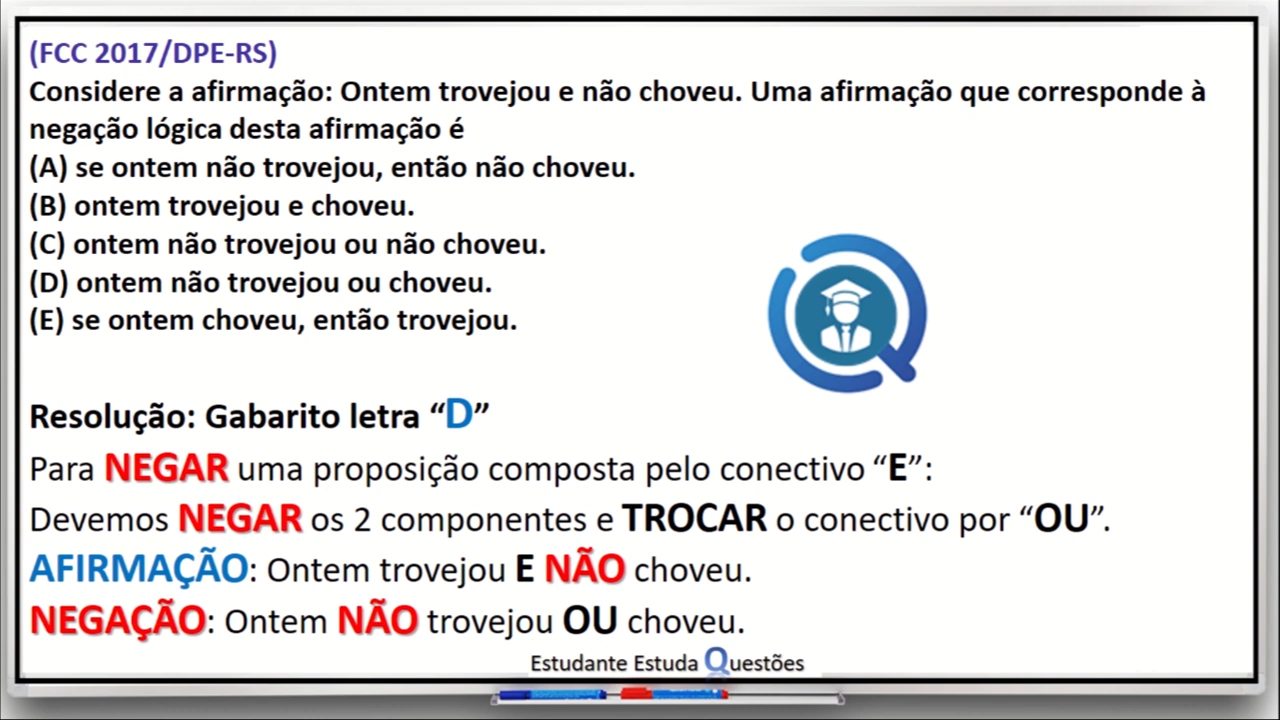 (FCC 2017/DPE-RS)
Considere a afirmação: Ontem trovejou e não choveu. Uma afirmação que corresponde à
negação lógica desta afirmação é
(A) se ontem não trovejou, então não choveu.
(B) ontem trovejou e choveu.
(C) ontem não trovejou ou não choveu.
(D) ontem não trovejou ou choveu.
(E) se ontem choveu, então trovejou.
Resolução: Gabarito letra “D”
Para NEGAR uma proposição composta pelo conectivo “E”:
Devemos NEGAR os 2 componentes e TROCAR o conectivo por “OU”.
AFIRMAÇÃO: Ontem trovejou E NÃO choveu.
NEGAÇÃO: Ontem NÃO trovejou OU choveu.
Estudante Estuda Questões